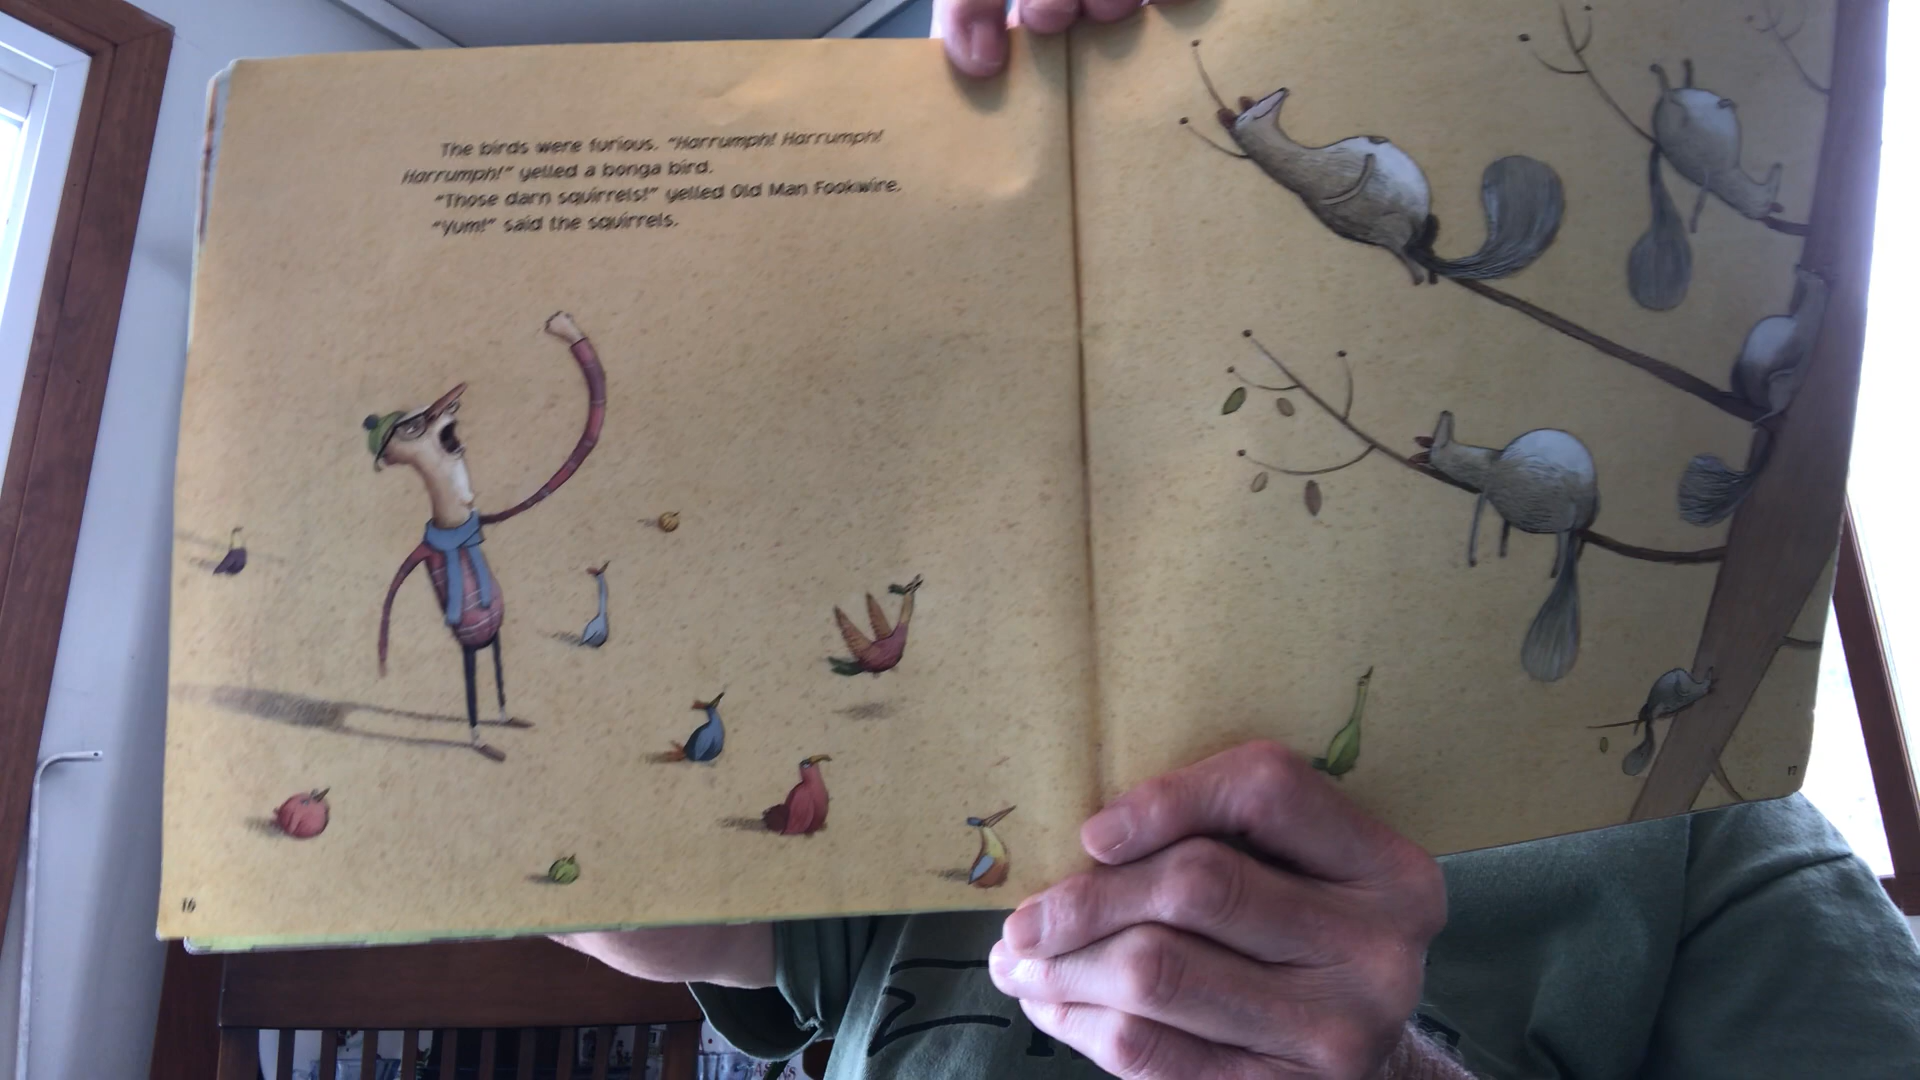 The birds were furious. "Harrumph! Harrumph!
Harrumph!" yelled a bonga bird.
"Those darn squirrels!" yelled Old Man Fookwire.
"Yum!" said the squirrels.
16
17